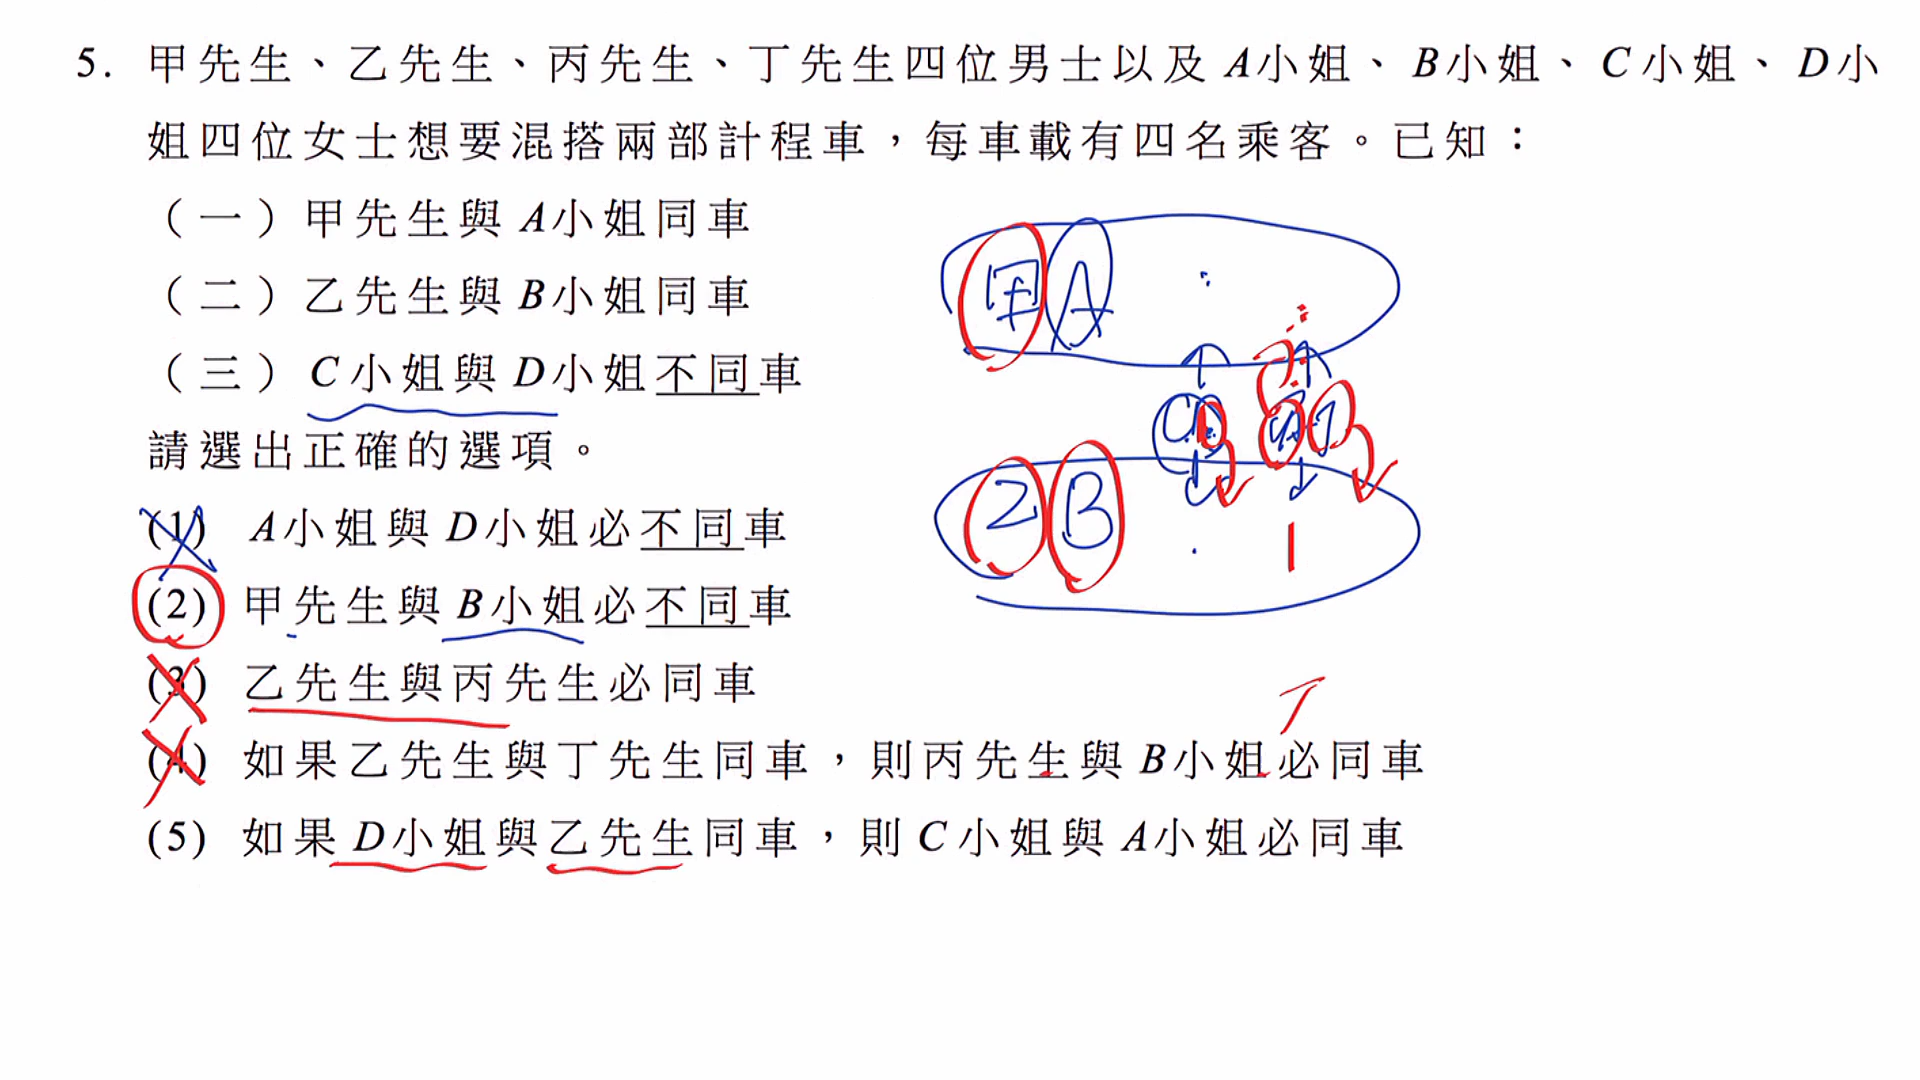 5. 甲先生、乙先生、丙先生、丁先生四位男士以及A小姐、B小姐、C小姐、D小
姐四位女士想要混搭兩部計程車，每車載有四名乘客。已知：
（一）甲先生與A小姐同車
（二）乙先生與B小姐同車
（三）C小姐與D小姐不同車
請選出正確的選項。
(1) A小姐與D小姐必不同車
(2) 甲先生與B小姐必不同車
(3) 乙先生與丙先生必同車
(4) 如果乙先生與丁先生同車，則丙先生與B小姐必同車
(5) 如果D小姐與乙先生同車，則C小姐與A小姐必同車
甲 A
乙 B
丁